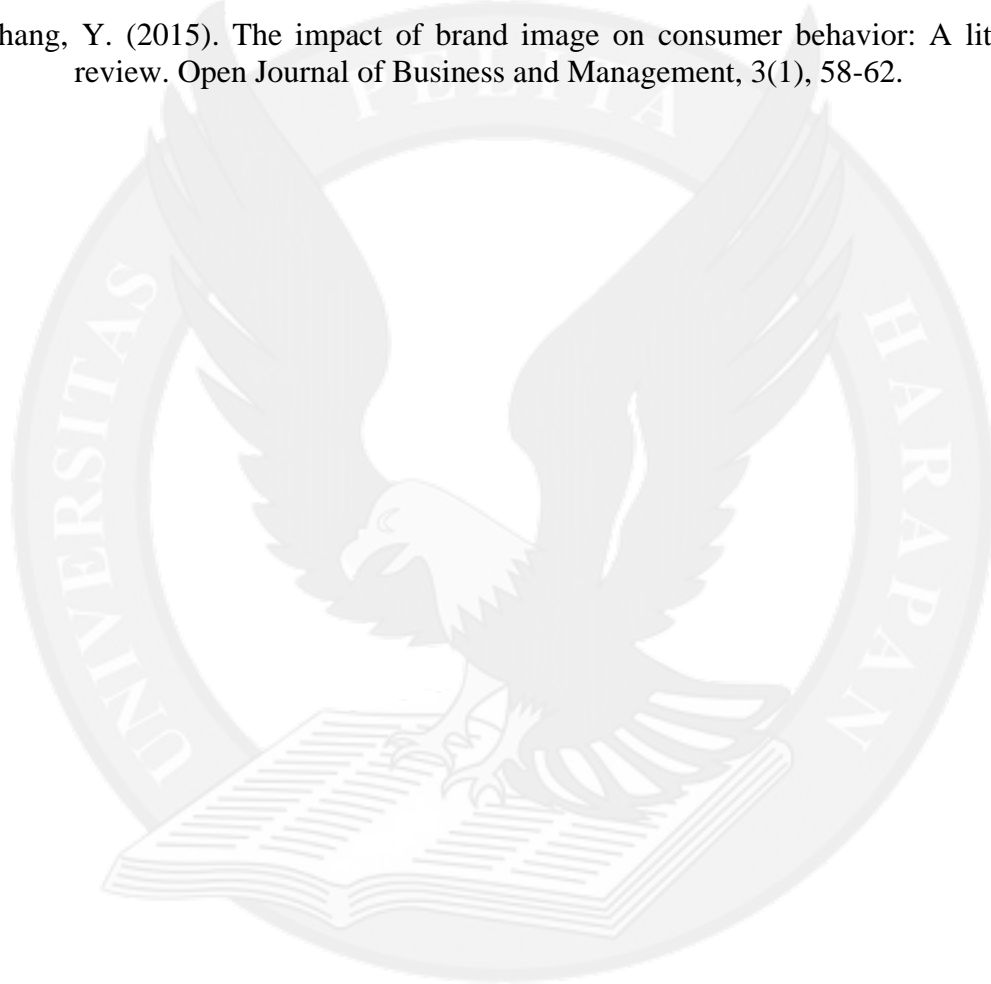 hang, Y. (2015). The impact of brand image on consumer behavior: A lit
review. Open Journal of Business and Management, 3(1), 58-62.
UNIVERSITAS PELITA HARAPAN